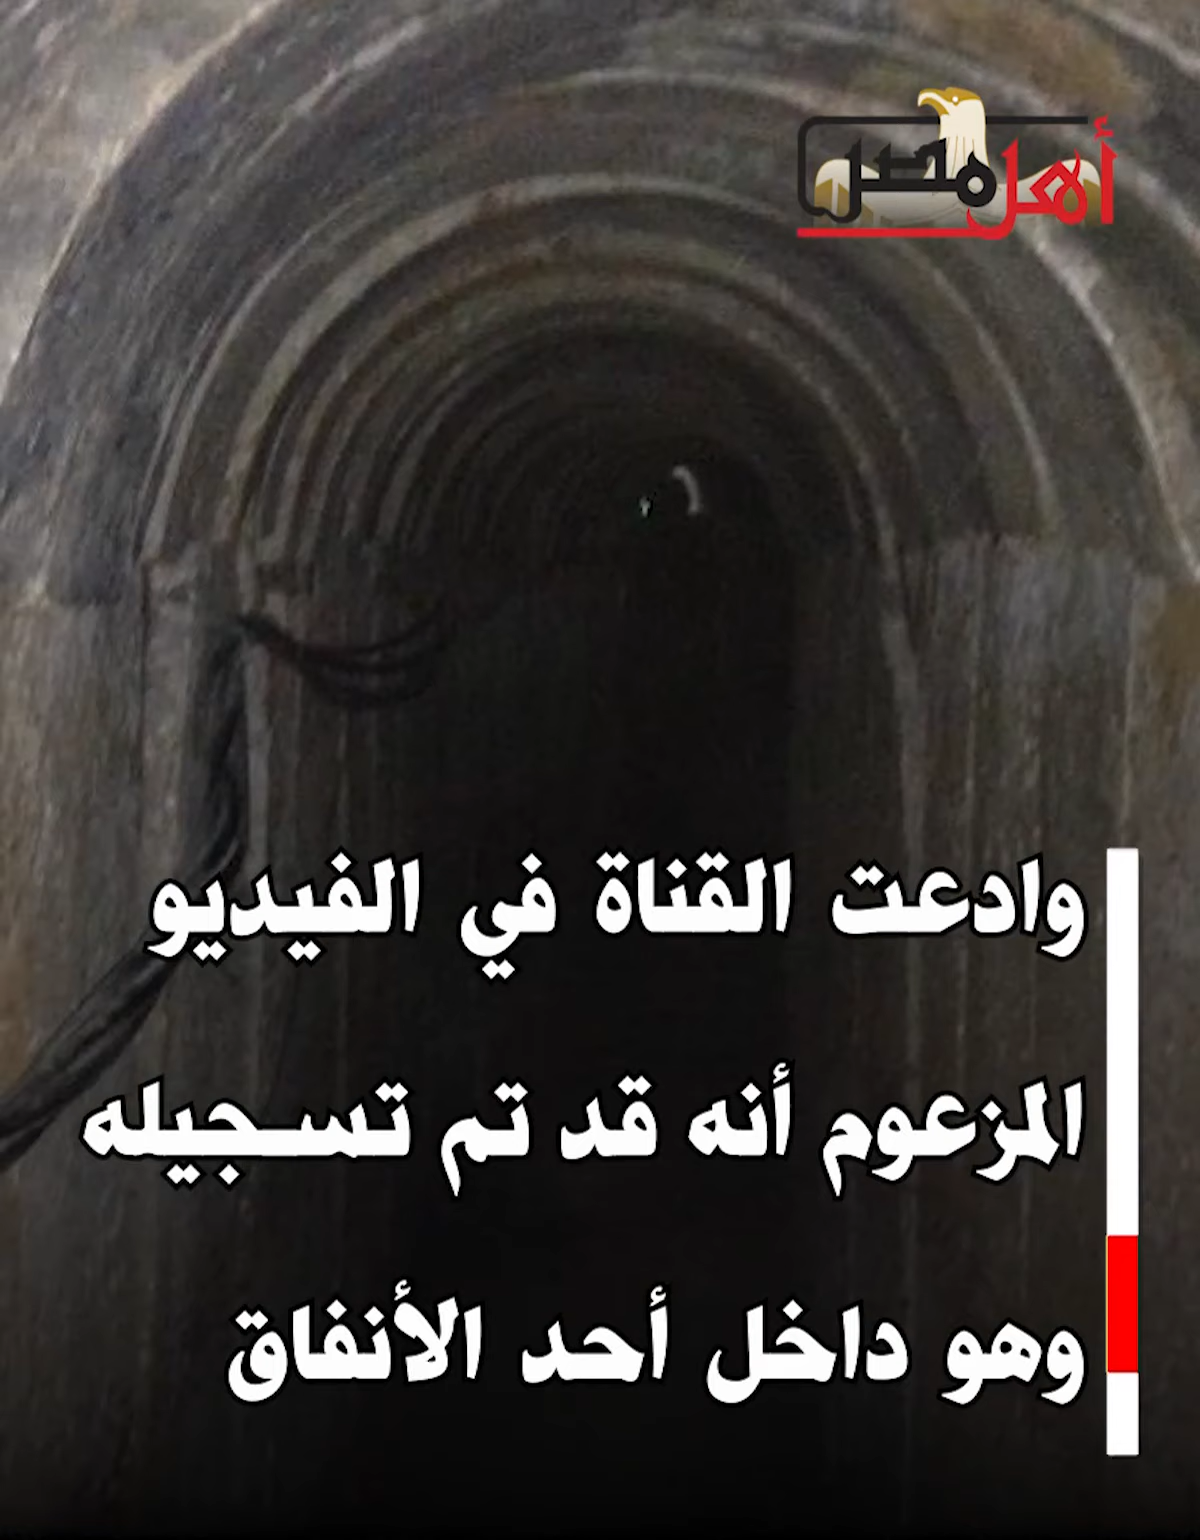 أهل مصر
وادعت القناة في الفيديو
المزعوم أنه قد تم تسجيله
وهو داخل أحد الأنفاق